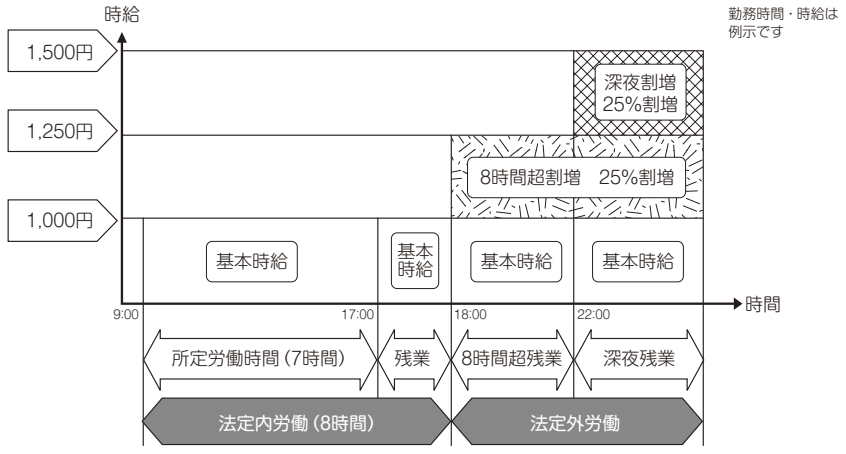 時給
勤務時間・時給は
例示です
1,500円
深夜割増
25%割増
1,250円
8時間超割増　25%割増
1,000円
基本時給
基本
時給
基本時給
基本時給
時間
9:00
17:00
18:00
22:00
所定労働時間(7時間)
残業
8時間超残業
深夜残業
法定内労働(8時間)
法定外労働